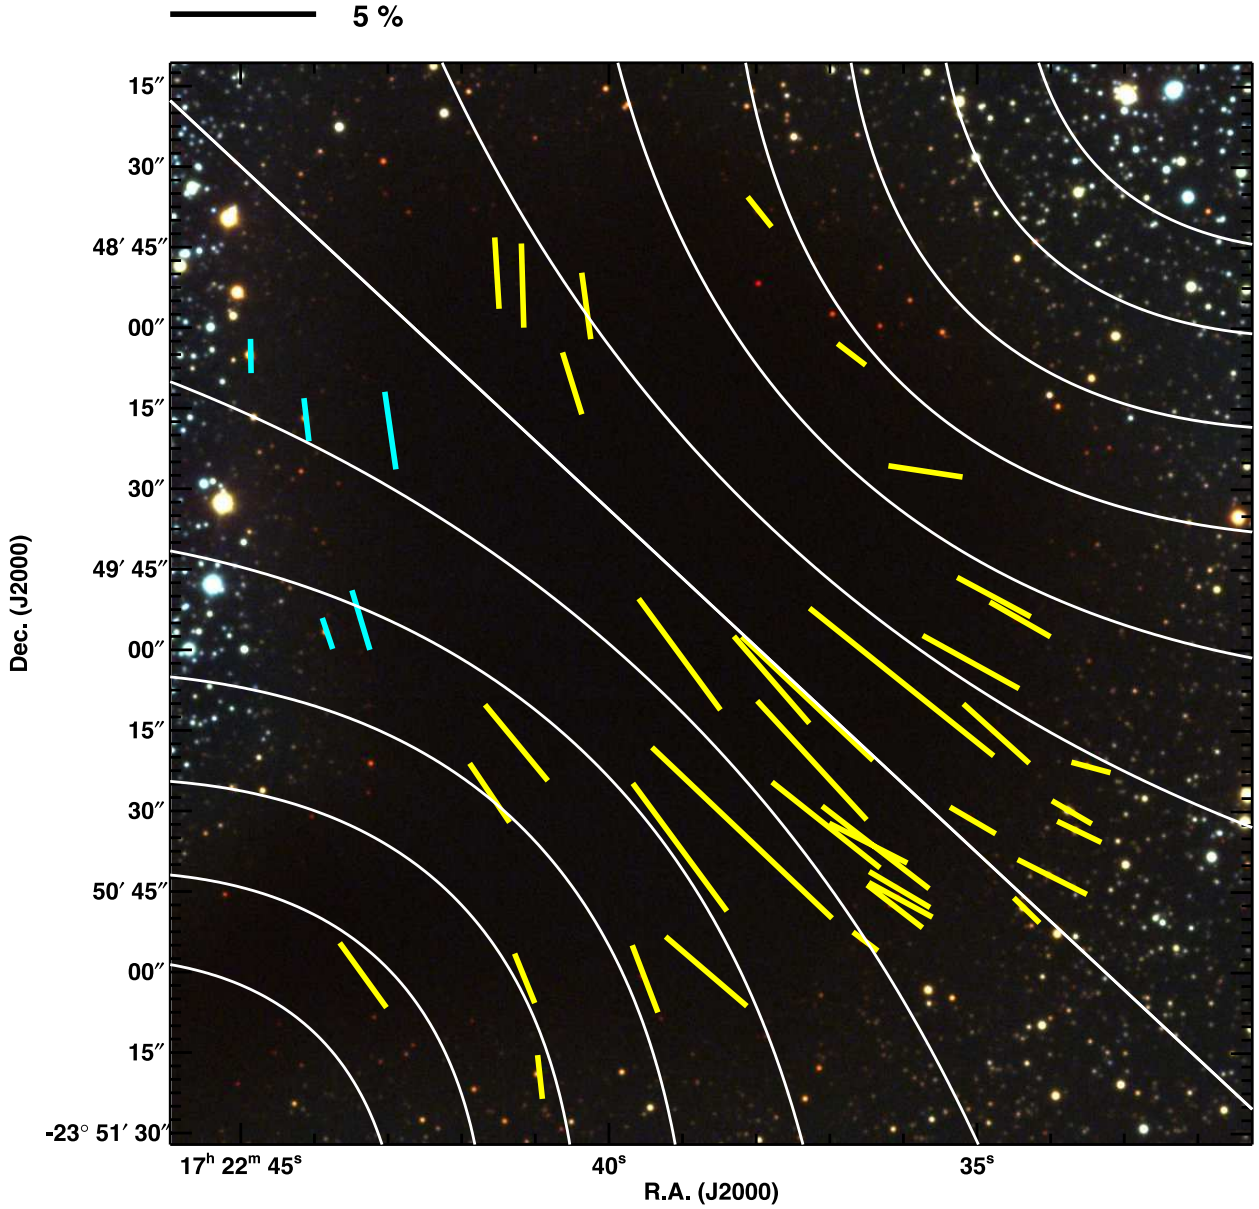 5 %
15″
30″
48′ 45″
00″
15″
30″
49′ 45″
00″
15″
30″
50′ 45″
00″
15″
-23° 51′ 30″
Dec. (J2000)
17ʰ 22ᵐ 45ˢ
40ˢ
35ˢ
R.A. (J2000)